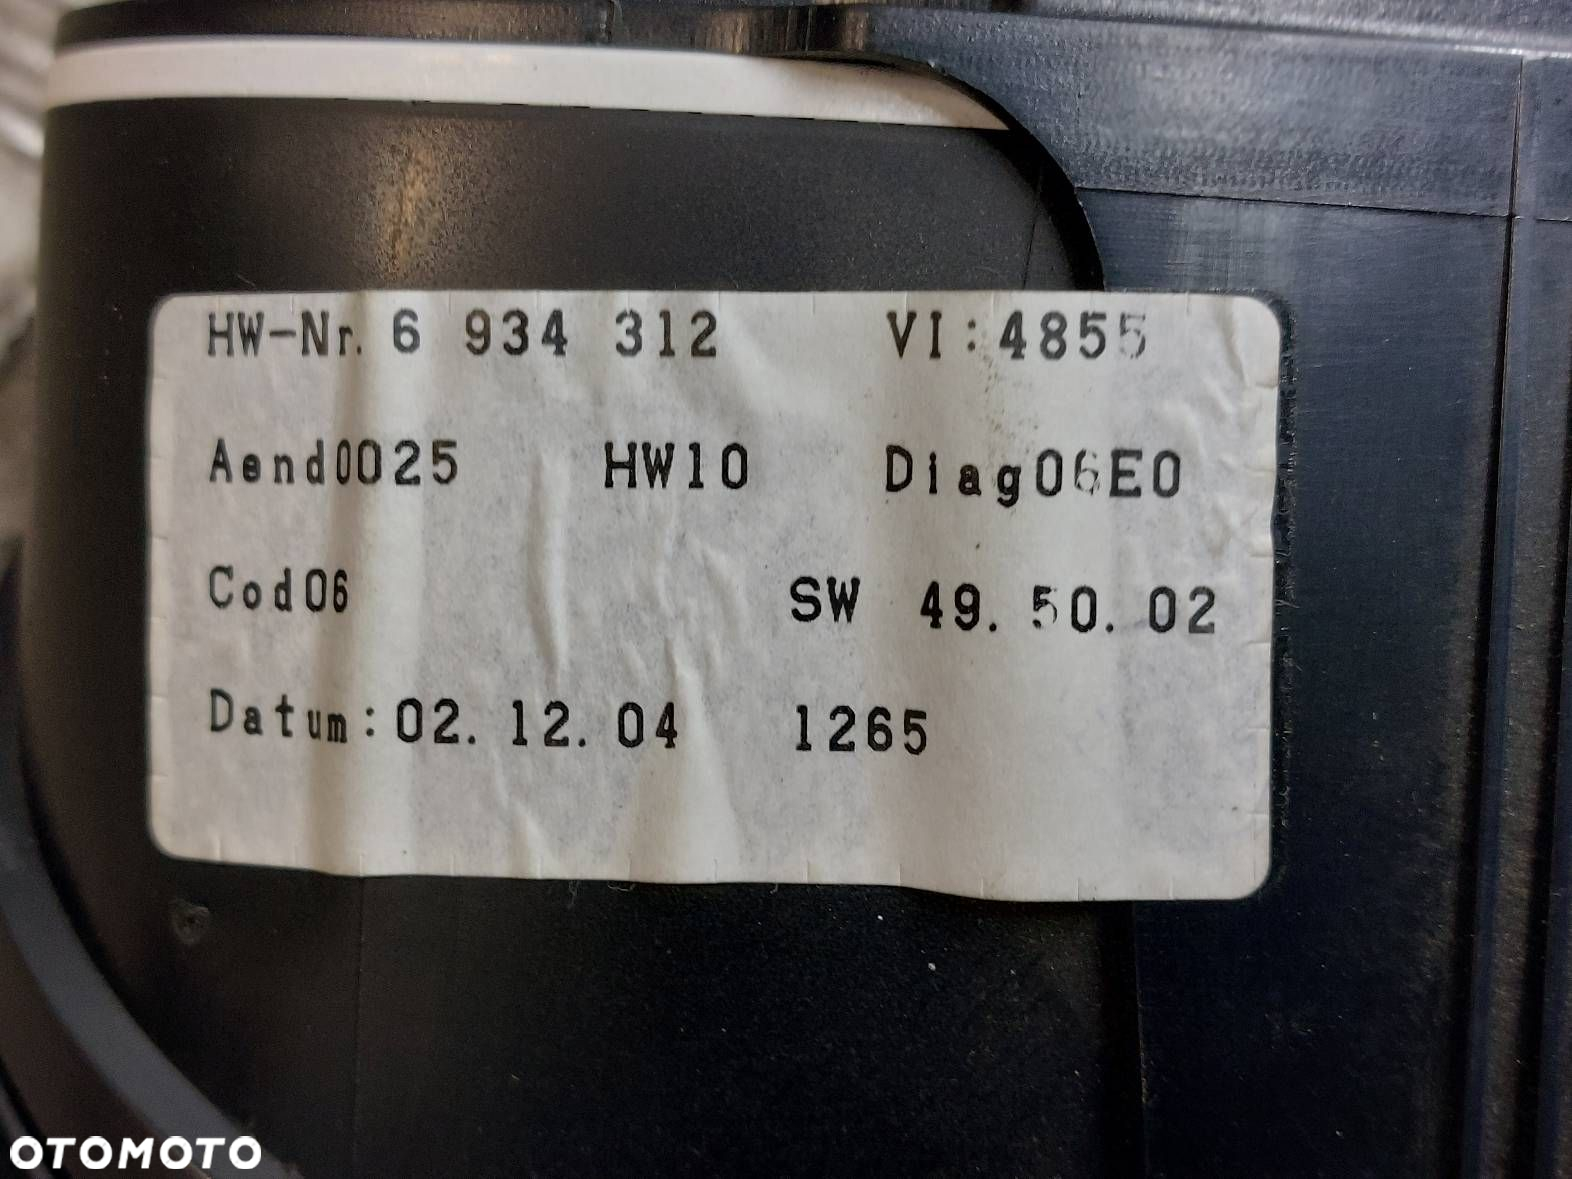 HW-Nr. 6 934 312 VI:4855
Aend0025 HW10 Diag06E0
Cod06 SW 49.50.02
Datum:02.12.04 1265
OTOMOTO